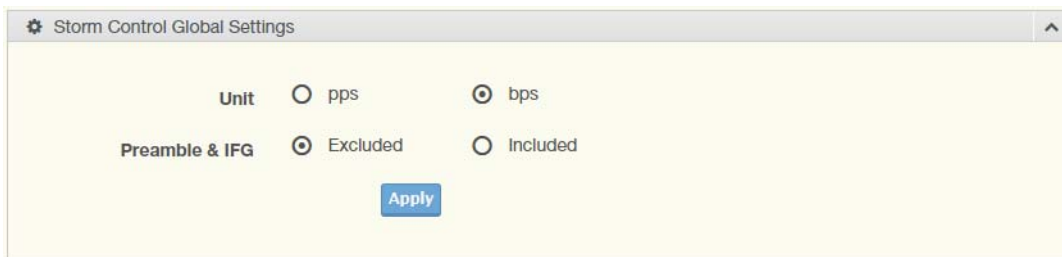 Storm Control Global Settings
Unit pps bps
Preamble & IFG Excluded Included
Apply